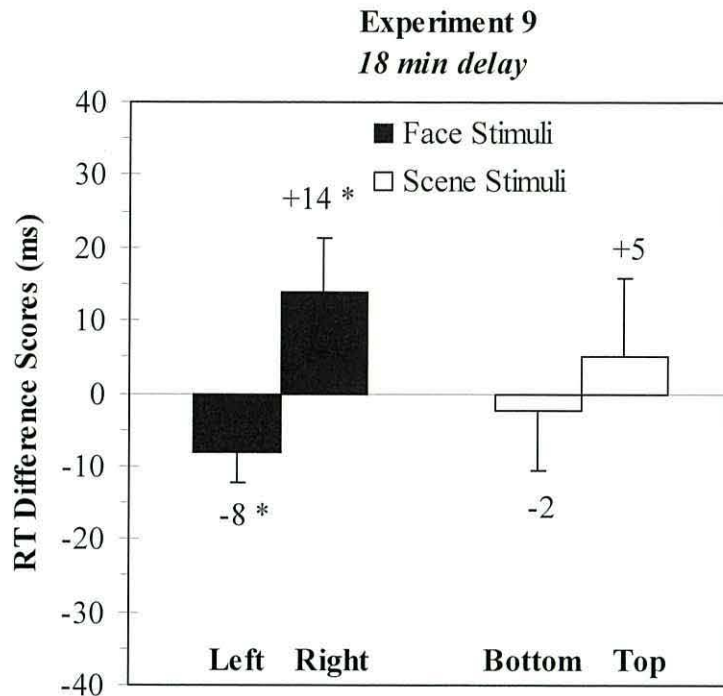 Experiment 9
18 min delay
RT Difference Scores (ms)
40
30
20
10
0
-10
-20
-30
-40
Face Stimuli
Scene Stimuli
+14 *
+5
-8 *
-2
Left Right Bottom Top